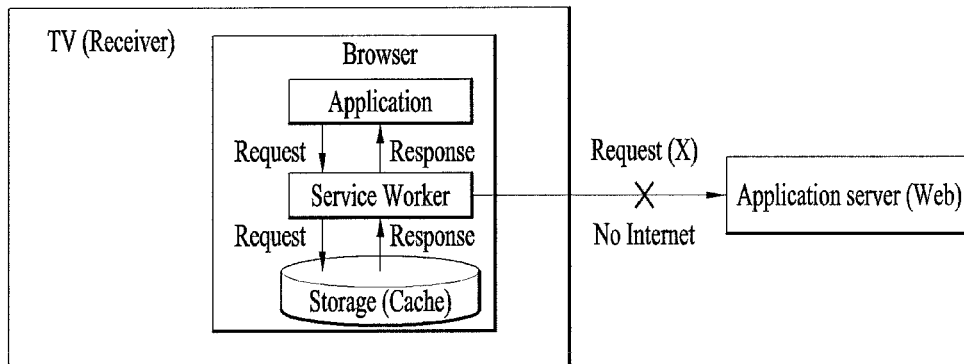 TV (Receiver)
Browser
Application
Request
Response
Request (X)
Service Worker
Application server (Web)
No Internet
Request
Response
Storage (Cache)